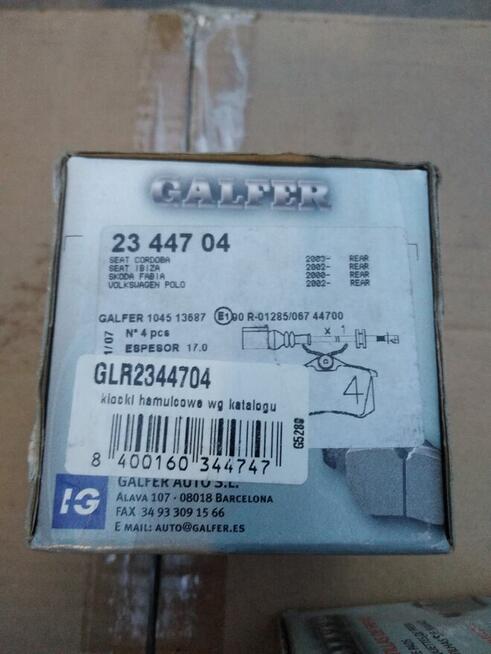 GALFER
23 447 04
SEAT CORDOBA 2003- REAR
SEAT IBIZA 2002- REAR
SKODA FABIA 2000- REAR
VOLKSWAGEN POLO 2002- REAR
GALFER 1045 13687 E1 90 R-01285/067 44700
1/07
Nº 4 pcs
ESPESOR 17.0
x 1
4
GLR2344704
klocki hamulcowe wg katalogu
G5280
8 400160 344747
GALFER AUTO S.L.
ALAVA 107 · 08018 BARCELONA
FAX 34 93 309 15 66
E MAIL: AUTO@GALFER.ES